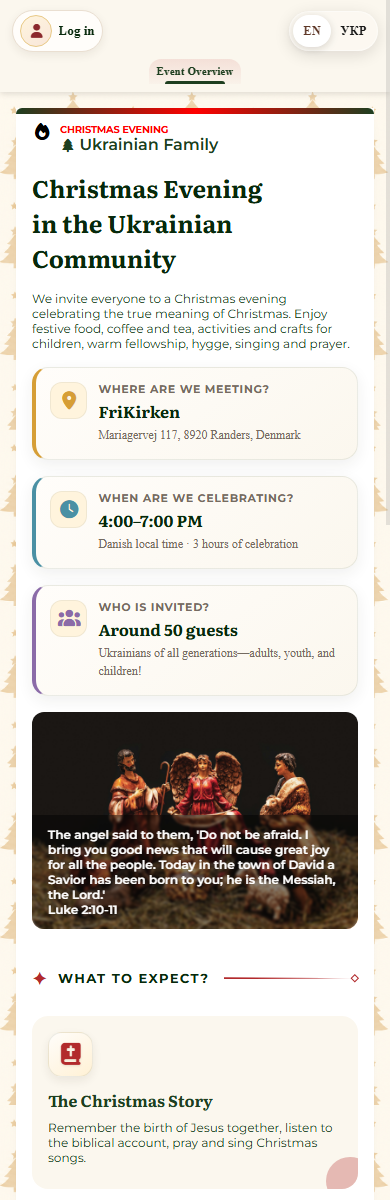 Log in
EN
УКР
Event Overview
CHRISTMAS EVENING
Ukrainian Family
Christmas Evening
in the Ukrainian
Community
We invite everyone to a Christmas evening
celebrating the true meaning of Christmas. Enjoy
festive food, coffee and tea, activities and crafts for
children, warm fellowship, hygge, singing and prayer.
WHERE ARE WE MEETING?
FriKirken
Mariagervej 117, 8920 Randers, Denmark
WHEN ARE WE CELEBRATING?
4:00–7:00 PM
Danish local time · 3 hours of celebration
WHO IS INVITED?
Around 50 guests
Ukrainians of all generations—adults, youth, and
children!
The angel said to them, 'Do not be afraid. I
bring you good news that will cause great joy
for all the people. Today in the town of David a
Savior has been born to you; he is the Messiah,
the Lord.'
Luke 2:10-11
WHAT TO EXPECT?
The Christmas Story
Remember the birth of Jesus together, listen to
the biblical account, pray and sing Christmas
songs.